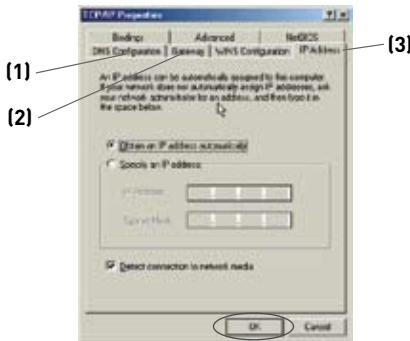 TCP/IP Properties
Bindings Advanced NetBIOS
DNS Configuration Gateway WINS Configuration IP Address
(1)
(2)
(3)
An IP address can be automatically assigned to this computer.
If your network does not automatically assign IP addresses, ask
your network administrator for an address, and then type it in
the space below.
Obtain an IP address automatically
Specify an IP address:
IP Address:
Subnet Mask:
Detect connection to network media
OK Cancel